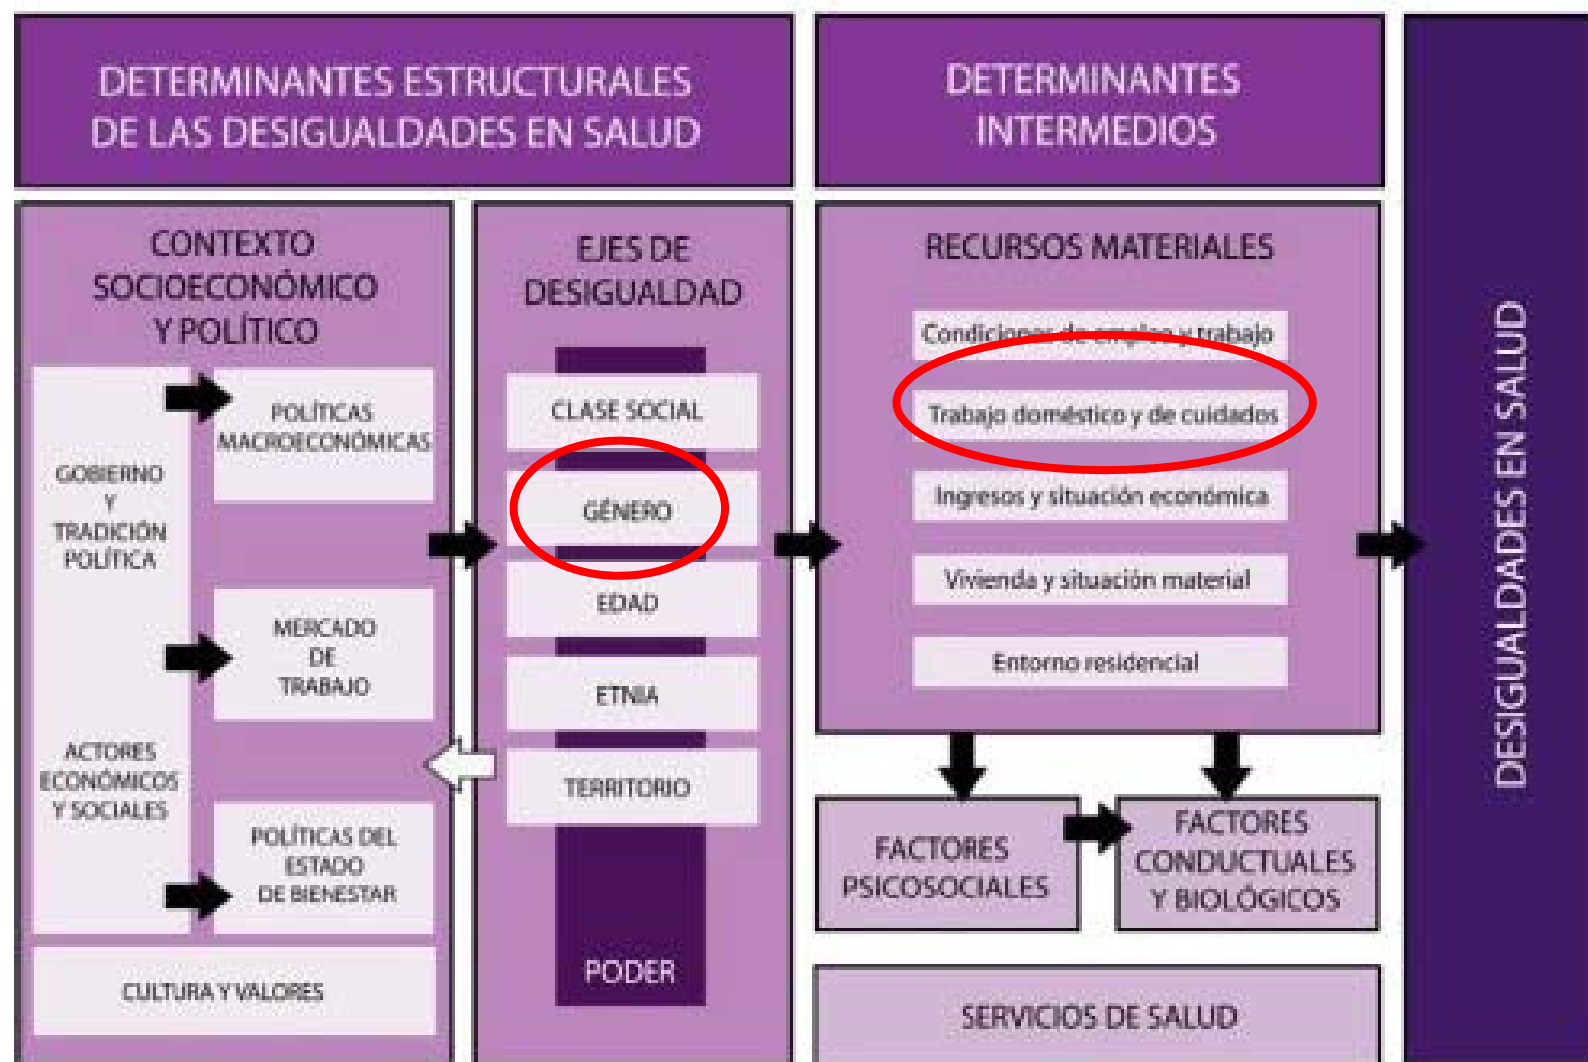 DETERMINANTES ESTRUCTURALES
DE LAS DESIGUALDADES EN SALUD
DETERMINANTES
INTERMEDIOS
CONTEXTO
SOCIOECONÓMICO
Y POLÍTICO
GOBIERNO
Y
TRADICIÓN
POLÍTICA
ACTORES
ECONÓMICOS
Y SOCIALES
POLÍTICAS
MACROECONÓMICAS
MERCADO
DE
TRABAJO
POLÍTICAS DEL
ESTADO
DE BIENESTAR
CULTURA Y VALORES
EJES DE
DESIGUALDAD
CLASE SOCIAL
GÉNERO
EDAD
ETNIA
TERRITORIO
PODER
RECURSOS MATERIALES
Condiciones de empleo y trabajo
Trabajo doméstico y de cuidados
Ingresos y situación económica
Vivienda y situación material
Entorno residencial
FACTORES
PSICOSOCIALES
FACTORES
CONDUCTUALES
Y BIOLÓGICOS
SERVICIOS DE SALUD
DESIGUALDADES EN SALUD